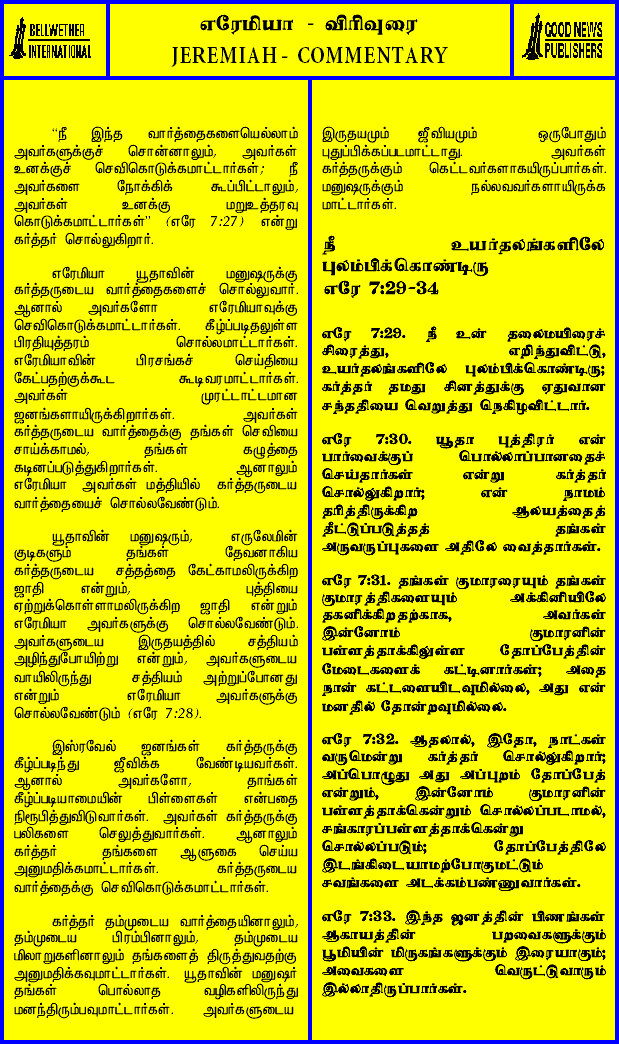 BELLWETHER
INTERNATIONAL
எரேமியா - விரிவுரை
JEREMIAH - COMMENTARY
GOOD NEWS
PUBLISHERS
“நீ இந்த வார்த்தைகளையெல்லாம்
அவர்களுக்குச் சொன்னாலும், அவர்கள்
உனக்குச் செவிகொடுக்கமாட்டார்கள்; நீ
அவர்களை நோக்கிக் கூப்பிட்டாலும்,
அவர்கள் உனக்கு மறுஉத்தரவு
கொடுக்கமாட்டார்கள்” (எரே 7:27) என்று
கர்த்தர் சொல்லுகிறார்.
எரேமியா யூதாவின் மனுஷருக்கு
கர்த்தருடைய வார்த்தைகளைச் சொல்லுவார்.
ஆனால் அவர்களோ எரேமியாவுக்கு
செவிகொடுக்கமாட்டார்கள். கீழ்ப்படிதலுள்ள
பிரதியுத்தரம் சொல்லமாட்டார்கள்.
எரேமியாவின் பிரசங்கச் செய்தியை
கேட்பதற்குக்கூட கூடிவரமாட்டார்கள்.
அவர்கள் முரட்டாட்டமான
ஜனங்களாயிருக்கிறார்கள். அவர்கள்
கர்த்தருடைய வார்த்தைக்கு தங்கள் செவியை
சாய்க்காமல், தங்கள் கழுத்தை
கடினப்படுத்துகிறார்கள். ஆனாலும்
எரேமியா அவர்கள் மத்தியில் கர்த்தருடைய
வார்த்தையைச் சொல்லவேண்டும்.
யூதாவின் மனுஷரும், எருசலேமின்
குடிகளும் தங்கள் தேவனாகிய
கர்த்தருடைய சத்தத்தை கேட்காமலிருக்கிற
ஜாதி என்றும், புத்தியை
ஏற்றுக்கொள்ளாமலிருக்கிற ஜாதி என்றும்
எரேமியா அவர்களுக்கு சொல்லவேண்டும்.
அவர்களுடைய இருதயத்தில் சத்தியம்
அழிந்துபோயிற்று என்றும், அவர்களுடைய
வாயிலிருந்து சத்தியம் அற்றுப்போனது
என்றும் எரேமியா அவர்களுக்கு
சொல்லவேண்டும் (எரே 7:28).
இஸ்ரவேல் ஜனங்கள் கர்த்தருக்கு
கீழ்ப்படிந்து ஜீவிக்க வேண்டியவர்கள்.
ஆனால் அவர்களோ, தாங்கள்
கீழ்ப்படியாமையின் பிள்ளைகள் என்பதை
நிரூபித்துவிடுவார்கள். அவர்கள் கர்த்தருக்கு
பலிகளை செலுத்துவார்கள். ஆனாலும்
கர்த்தர் தங்களை ஆளுகை செய்ய
அனுமதிக்கமாட்டார்கள். கர்த்தருடைய
வார்த்தைக்கு செவிகொடுக்கமாட்டார்கள்.
கர்த்தர் தம்முடைய வார்த்தையினாலும்,
தம்முடைய பிரம்பினாலும், தம்முடைய
மிலாறுகளினாலும் தங்களைத் திருத்துவதற்கு
அனுமதிக்கவுமாட்டார்கள். யூதாவின் மனுஷர்
தங்கள் பொல்லாத வழிகளிலிருந்து
மனந்திரும்பவுமாட்டார்கள். அவர்களுடைய
இருதயமும் ஜீவியமும் ஒருபோதும்
புதுப்பிக்கப்படமாட்டாது. அவர்கள்
கர்த்தருக்கும் கெட்டவர்களாகயிருப்பார்கள்.
மனுஷருக்கும் நல்லவர்களாயிருக்க
மாட்டார்கள்.
நீ உயர்தலங்களிலே
புலம்பிக்கொண்டிரு
எரே 7:29-34
எரே 7:29. நீ உன் தலைமயிரைச்
சிரைத்து, எறிந்துவிட்டு,
உயர்தலங்களிலே புலம்பிக்கொண்டிரு;
கர்த்தர் தமது சினத்துக்கு ஏதுவான
சந்ததியை வெறுத்து நெகிழவிட்டார்.
எரே 7:30. யூதா புத்திரர் என்
பார்வைக்குப் பொல்லாப்பானதைச்
செய்தார்கள் என்று கர்த்தர்
சொல்லுகிறார்; என் நாமம்
தரித்திருக்கிற ஆலயத்தைத்
தீட்டுப்படுத்தத் தங்கள்
அருவருப்புகளை அதிலே வைத்தார்கள்.
எரே 7:31. தங்கள் குமாரரையும் தங்கள்
குமாரத்திகளையும் அக்கினியிலே
தகனிக்கிறதற்காக, அவர்கள்
இன்னோம் குமாரனின்
பள்ளத்தாக்கிலுள்ள தோப்பேத்தின்
மேடைகளைக் கட்டினார்கள்; அதை
நான் கட்டளையிடவுமில்லை, அது என்
மனதில் தோன்றவுமில்லை.
எரே 7:32. ஆதலால், இதோ, நாட்கள்
வருமென்று கர்த்தர் சொல்லுகிறார்;
அப்பொழுது அது அப்புறம் தோப்பேத்
என்றும், இன்னோம் குமாரனின்
பள்ளத்தாக்கென்றும் சொல்லப்படாமல்,
சங்காரப்பள்ளத்தாக்கென்று
சொல்லப்படும்; தோப்பேத்திலே
இடங்கிடையாமற்போகுமட்டும்
சவங்களை அடக்கம்பண்ணுவார்கள்.
எரே 7:33. இந்த ஜனத்தின் பிணங்கள்
ஆகாயத்தின் பறவைகளுக்கும்
பூமியின் மிருகங்களுக்கும் இரையாகும்;
அவைகளை வெருட்டுவாரும்
இல்லாதிருப்பார்கள்.